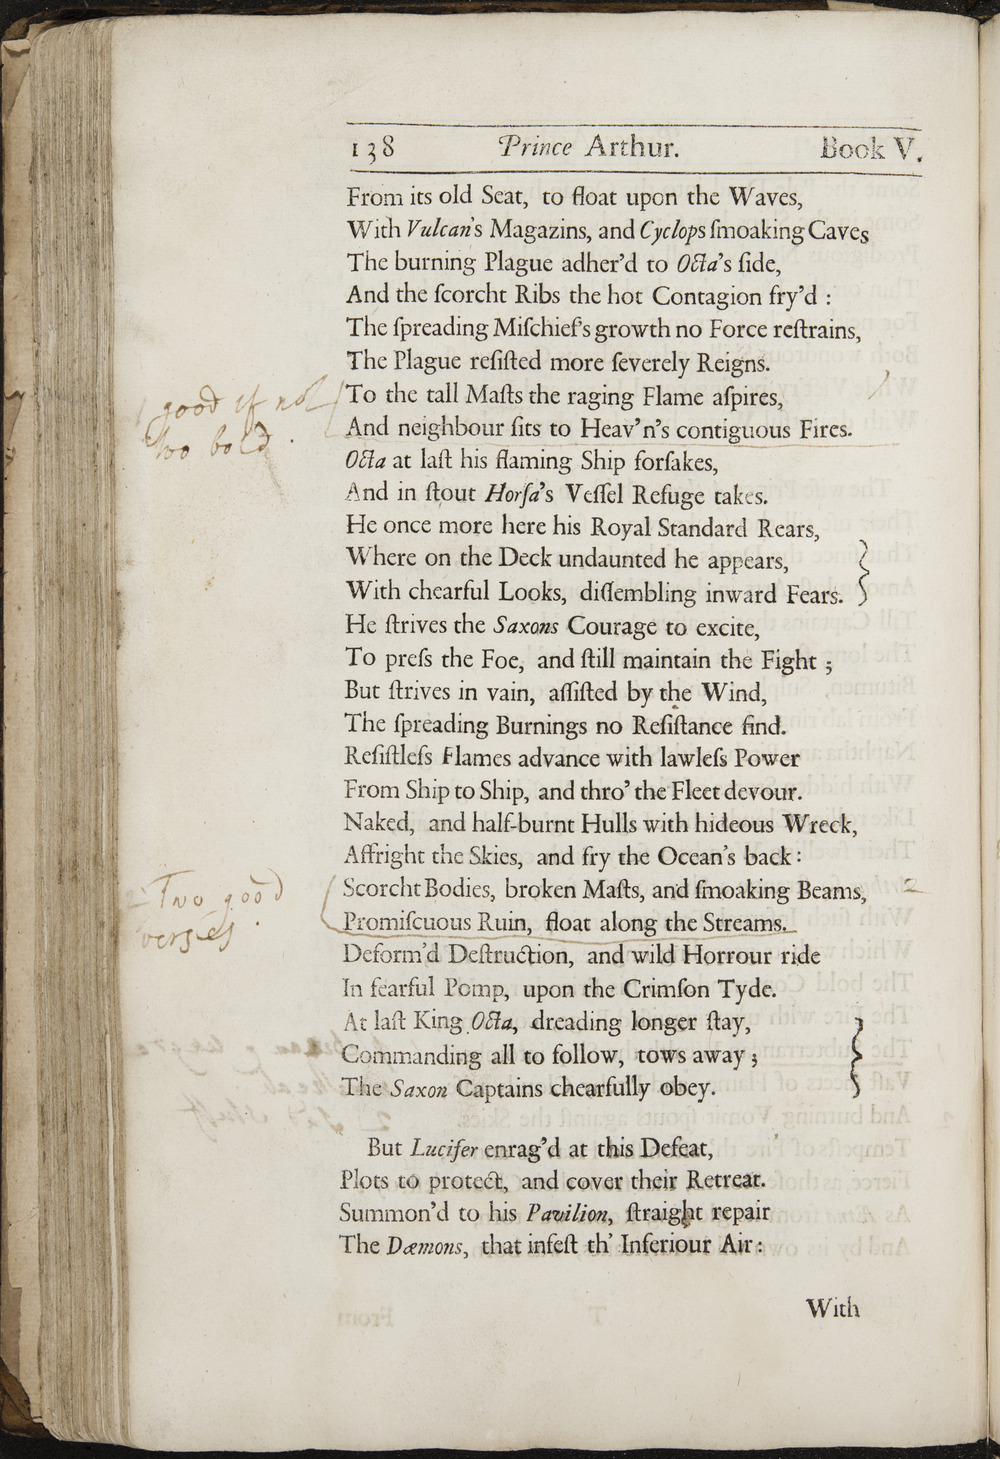 138 Prince Arthur. Book V.
From its old Seat, to float upon the Waves,
With Vulcan's Magazins, and Cyclops ſmoaking Caves
The burning Plague adher'd to Octa's ſide,
And the ſcorcht Ribs the hot Contagion fry'd :
The ſpreading Miſchief's growth no Force reſtrains,
The Plague reſiſted more ſeverely Reigns.
1 good if not
too bold .
To the tall Maſts the raging Flame aſpires,
And neighbour ſits to Heav'n's contiguous Fires.
Octa at laſt his flaming Ship forſakes,
And in ſtout Horſa's Veſſel Refuge takes.
He once more here his Royal Standard Rears,
Where on the Deck undaunted he appears,
With chearful Looks, diſſembling inward Fears.
He ſtrives the Saxons Courage to excite,
To preſs the Foe, and ſtill maintain the Fight ;
But ſtrives in vain, aſſiſted by the Wind,
The ſpreading Burnings no Reſiſtance find.
Reſiſtleſs Flames advance with lawleſs Power
From Ship to Ship, and thro' the Fleet devour.
Naked, and half-burnt Hulls with hideous Wreck,
Affright the Skies, and fry the Ocean's back :
2 Two good
verses .
Scorcht Bodies, broken Maſts, and ſmoaking Beams, 2
Promiſcuous Ruin, float along the Streams.
Deform'd Deſtruction, and wild Horrour ride
In fearful Pomp, upon the Crimſon Tyde.
At laſt King Octa, dreading longer ſtay,
Commanding all to follow, tows away ;
The Saxon Captains chearfully obey.
But Lucifer enrag'd at this Defeat,
Plots to protect, and cover their Retreat.
Summon'd to his Pavilion, ſtraight repair
The Dæmons, that infeſt th' Inferiour Air :
With